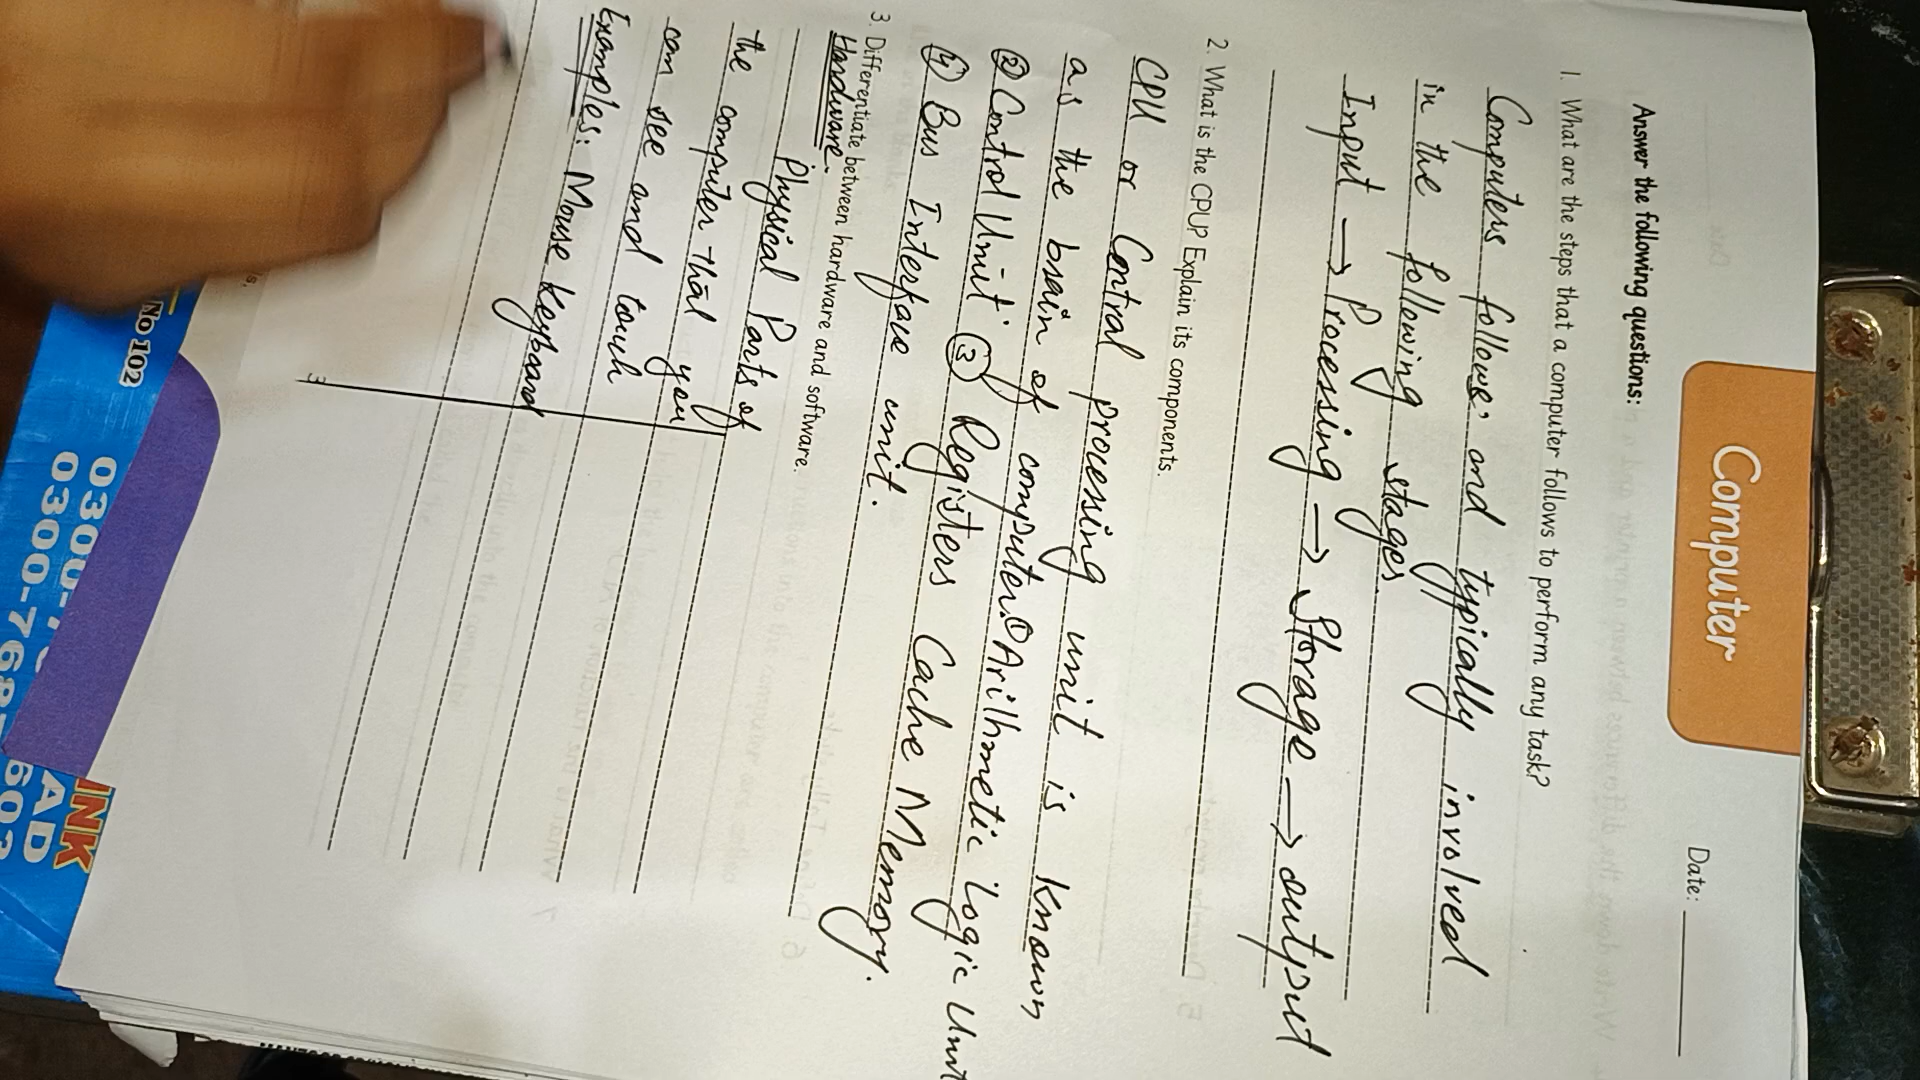 Computer
Date:
Answer the following questions:
1. What are the steps that a computer follows to perform any task?
Computers follows and typically involved
in the following stages.
Input → Processing → Storage → output
2. What is the CPUP Explain its components.
CPU or Central processing unit is known
as the brain of computer. ① Arithmetic Logic Unit
② Control Unit ③ Registers Cache Memory.
④ Bus Interface unit.
3. Differentiate between hardware and software.
Hardware.
Physical Parts of
the computer that you
can see and touch
Examples: Mouse keyboard
No 102
INK
AD